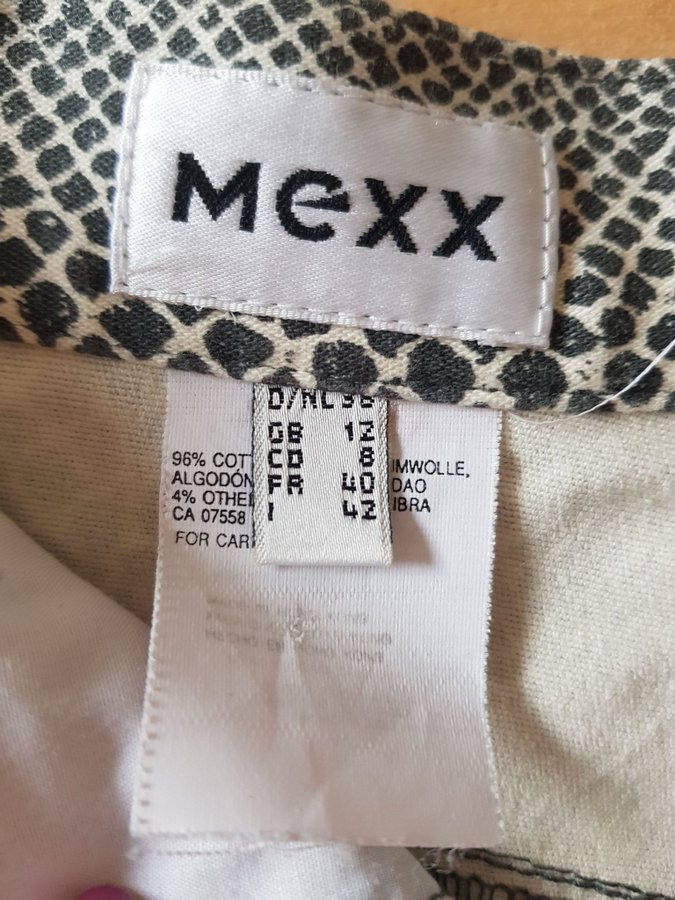 Mexx
D/NL 38
GB 12
CD 8
FR 40
I 42
96% COT IMWOLLE,
ALGODÓN DAO
4% OTHE IBRA
CA 07558
FOR CAR